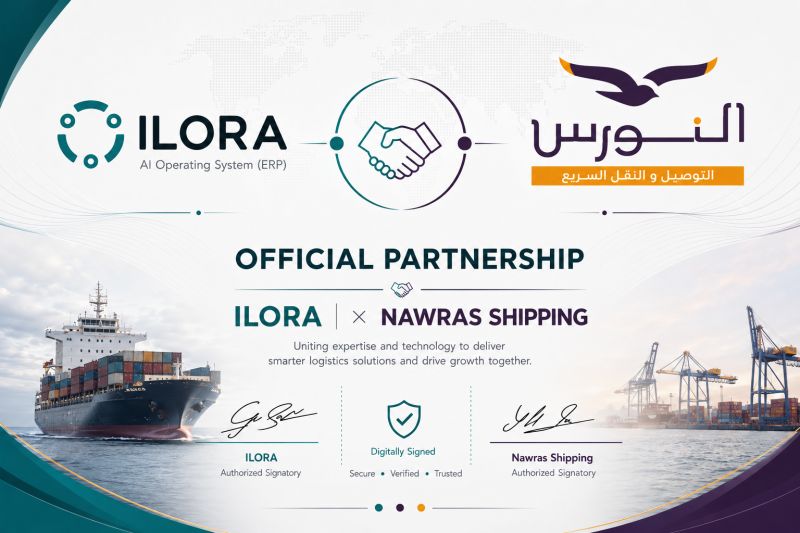 ILORA
AI Operating System (ERP)
النورس
التوصيل و النقل السريع
OFFICIAL PARTNERSHIP
ILORA | × NAWRAS SHIPPING
Uniting expertise and technology to deliver
smarter logistics solutions and drive growth together.
Digitally Signed
Secure • Verified • Trusted
ILORA
Authorized Signatory
Nawras Shipping
Authorized Signatory